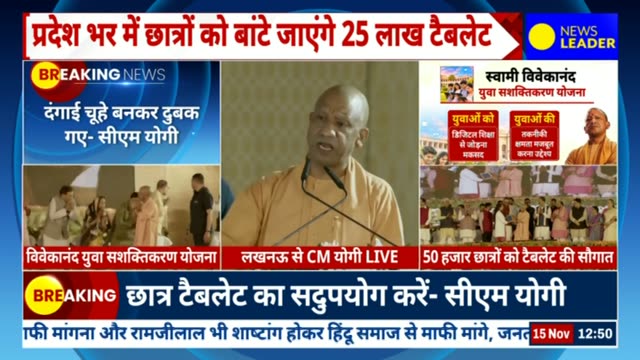 प्रदेश भर में छात्रों को बांटे जाएंगे 25 लाख टैबलेट
NEWS
LEADER
BREAKING NEWS
दंगाई चूहे बनकर दुबक
गए- सीएम योगी
स्वामी विवेकानंद
युवा सशक्तिकरण योजना
युवाओं को
डिजिटल शिक्षा
से जोड़ना
मकसद
युवाओं की
तकनीकी
क्षमता मजबूत
करना उद्देश्य
विवेकानंद युवा सशक्तिकरण योजना
लखनऊ से CM योगी LIVE
50 हजार छात्रों को टैबलेट की सौगात
BREAKING
छात्र टैबलेट का सदुपयोग करें- सीएम योगी
मांगना और रामजीलाल भी शाष्टांग होकर हिंदू समाज से माफी मांगे,
15 Nov
12:50